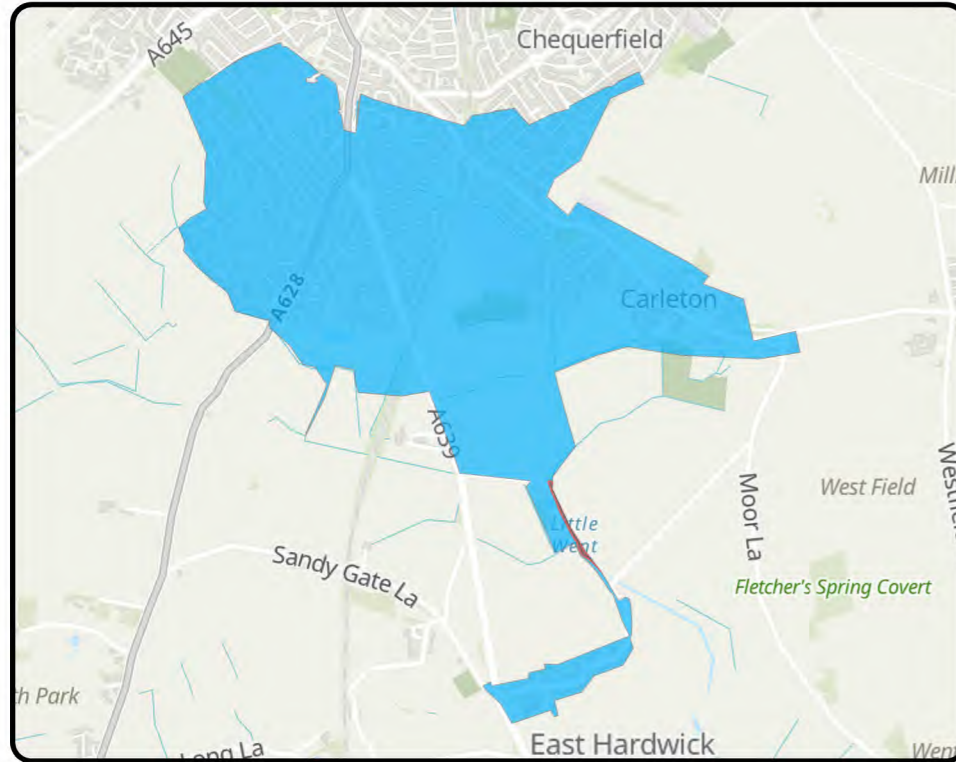 Chequerfield
A645
Mill
A628
Carleton
A639
West Field
Little
Went
Moor La
Sandy Gate La
Fletcher's Spring Covert
th Park
East Hardwick
Long La
Went